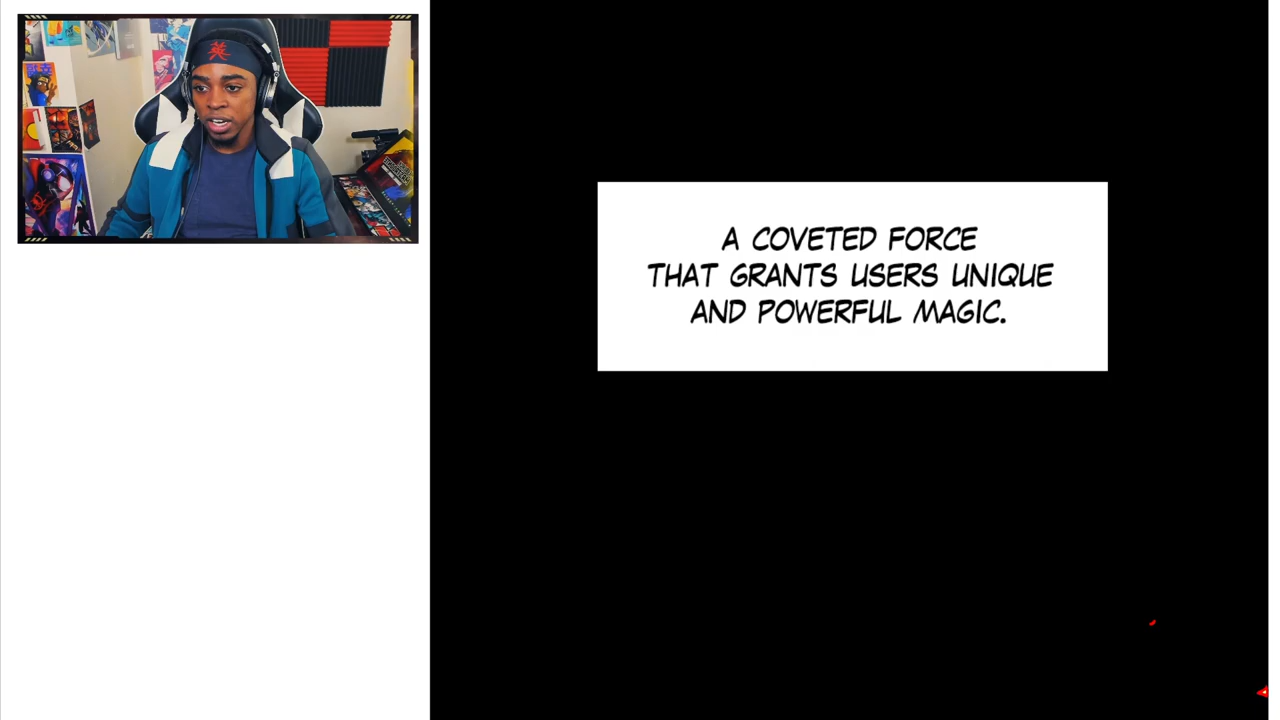 A COVETED FORCE
THAT GRANTS USERS UNIQUE
AND POWERFUL MAGIC.